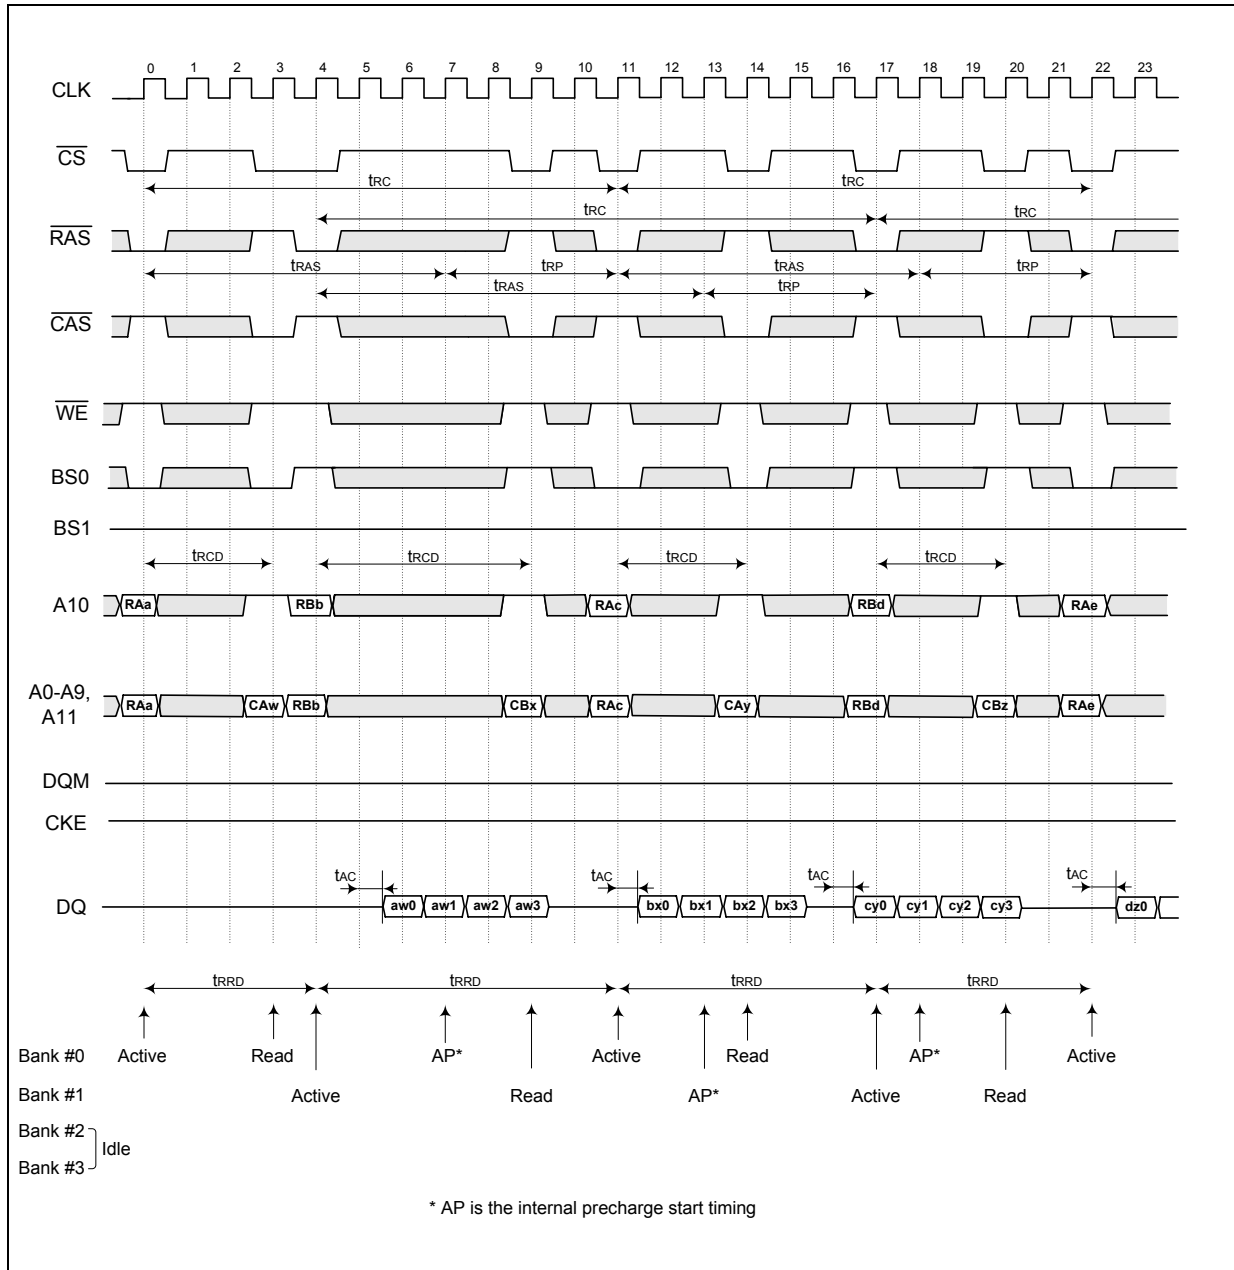 0 1 2 3 4 5 6 7 8 9 10 11 12 13 14 15 16 17 18 19 20 21 22 23
CLK
CS
tRC tRC
tRC tRC
RAS
tRAS tRP tRAS tRP
tRAS tRP
CAS
WE
BS0
BS1
tRCD tRCD tRCD tRCD
A10 RAa RBb RAc RBd RAe
A0-A9,
A11 RAa CAw RBb CBx RAc CAy RBd CBz RAe
DQM
CKE
tAC tAC tAC tAC
DQ aw0 aw1 aw2 aw3 bx0 bx1 bx2 bx3 cy0 cy1 cy2 cy3 dz0
tRRD tRRD tRRD tRRD
Bank #0 Active Read AP* Active Read AP* Active
Bank #1 Active Read AP* Active Read
Bank #2
Idle
Bank #3
* AP is the internal precharge start timing